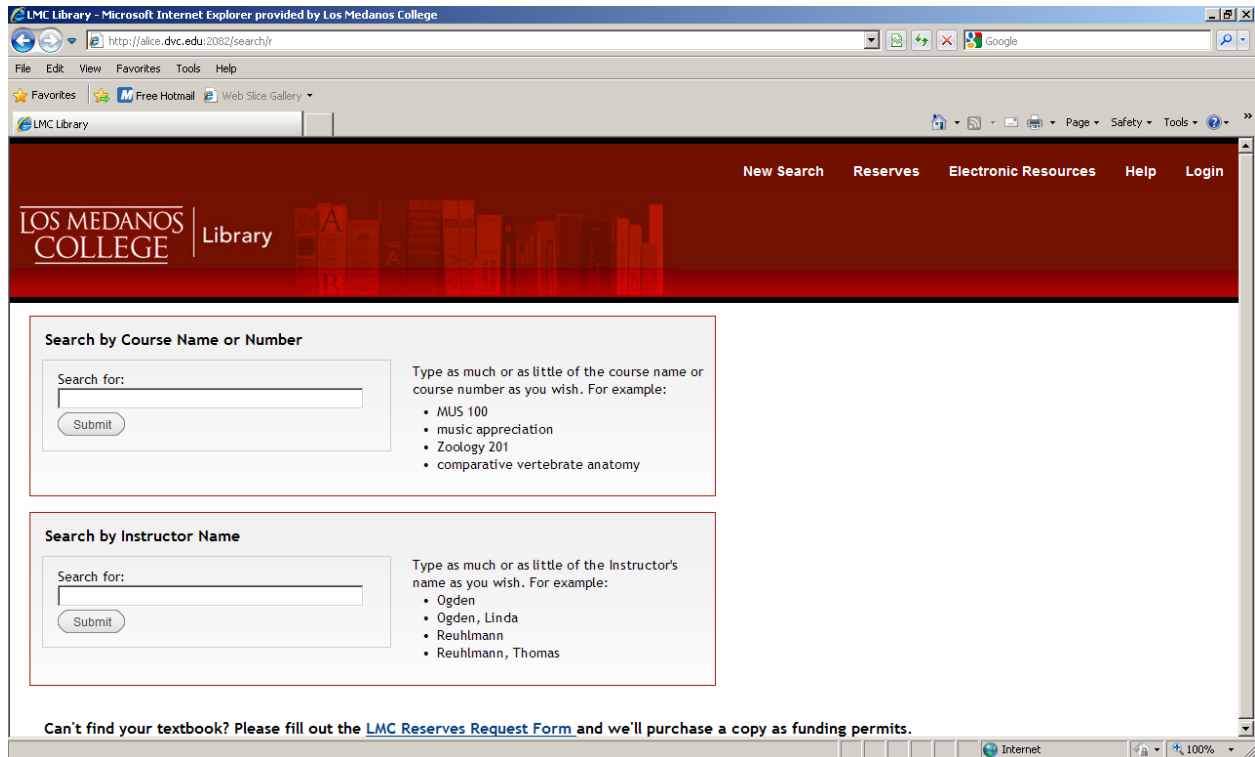 LMC Library - Microsoft Internet Explorer provided by Los Medanos College
http://alice.dvc.edu:2082/search/r
Google
File Edit View Favorites Tools Help
Favorites Free Hotmail Web Slice Gallery
LMC Library
Page Safety Tools
New Search Reserves Electronic Resources Help Login
LOS MEDANOS
COLLEGE
Library
A
A
B
Search by Course Name or Number
Search for:
Submit
Type as much or as little of the course name or
course number as you wish. For example:
• MUS 100
• music appreciation
• Zoology 201
• comparative vertebrate anatomy
Search by Instructor Name
Search for:
Submit
Type as much or as little of the Instructor's
name as you wish. For example:
• Ogden
• Ogden, Linda
• Reuhlmann
• Reuhlmann, Thomas
Can't find your textbook? Please fill out the LMC Reserves Request Form and we'll purchase a copy as funding permits.
Internet 100%